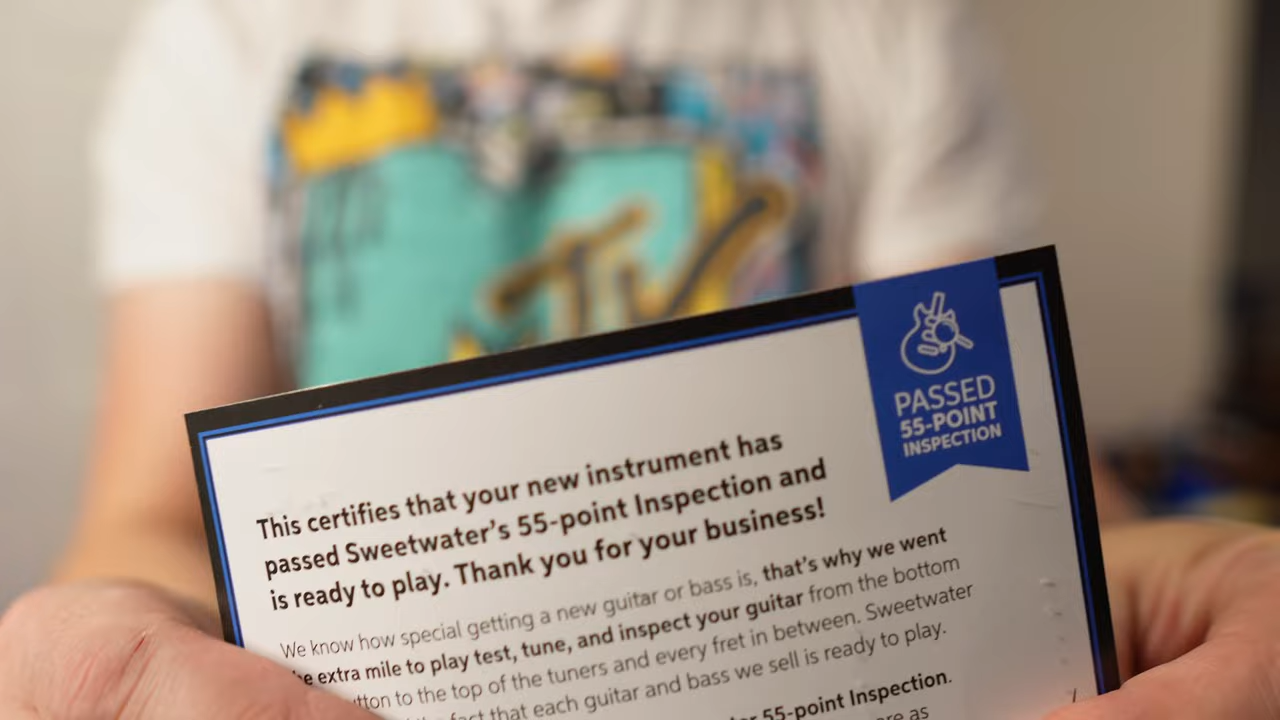 MTV
PASSED
55-POINT
INSPECTION
This certifies that your new instrument has
passed Sweetwater's 55-point Inspection and
is ready to play. Thank you for your business!
We know how special getting a new guitar or bass is, that's why we went
extra mile to play test, tune, and inspect your guitar from the bottom
to the top of the tuners and every fret in between. Sweetwater
fact that each guitar and bass we sell is ready to play.
55-point Inspection.
as